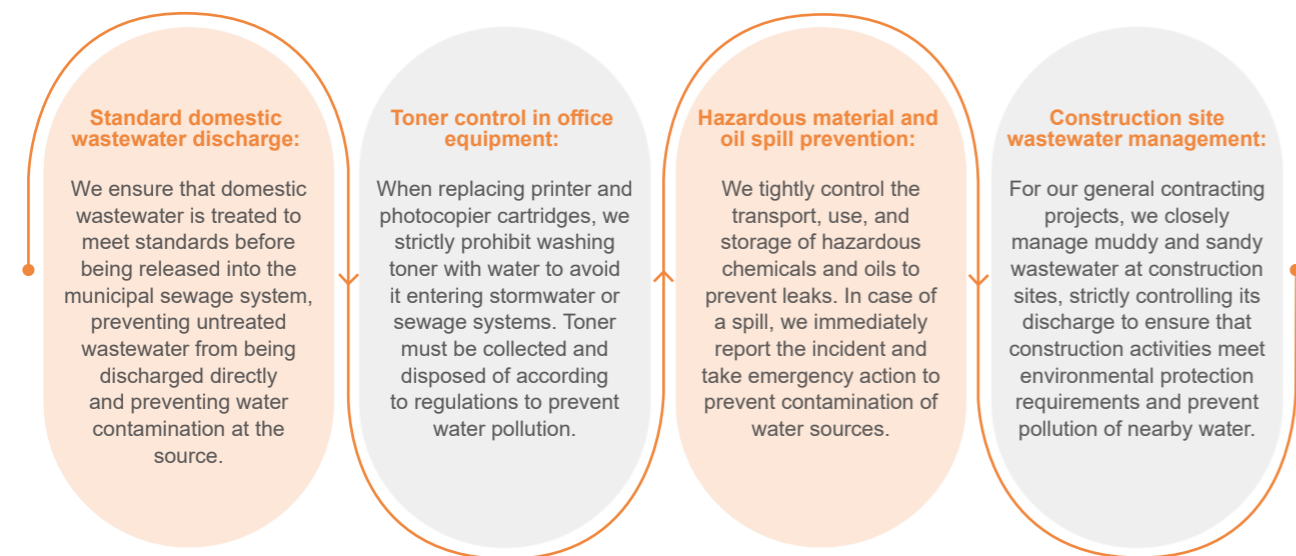 Standard domestic
wastewater discharge:
We ensure that domestic
wastewater is treated to
meet standards before
being released into the
municipal sewage system,
preventing untreated
wastewater from being
discharged directly
and preventing water
contamination at the
source.
Toner control in office
equipment:
When replacing printer and
photocopier cartridges, we
strictly prohibit washing
toner with water to avoid
it entering stormwater or
sewage systems. Toner
must be collected and
disposed of according
to regulations to prevent
water pollution.
Hazardous material and
oil spill prevention:
We tightly control the
transport, use, and
storage of hazardous
chemicals and oils to
prevent leaks. In case of
a spill, we immediately
report the incident and
take emergency action to
prevent contamination of
water sources.
Construction site
wastewater management:
For our general contracting
projects, we closely
manage muddy and sandy
wastewater at construction
sites, strictly controlling its
discharge to ensure that
construction activities meet
environmental protection
requirements and prevent
pollution of nearby water.